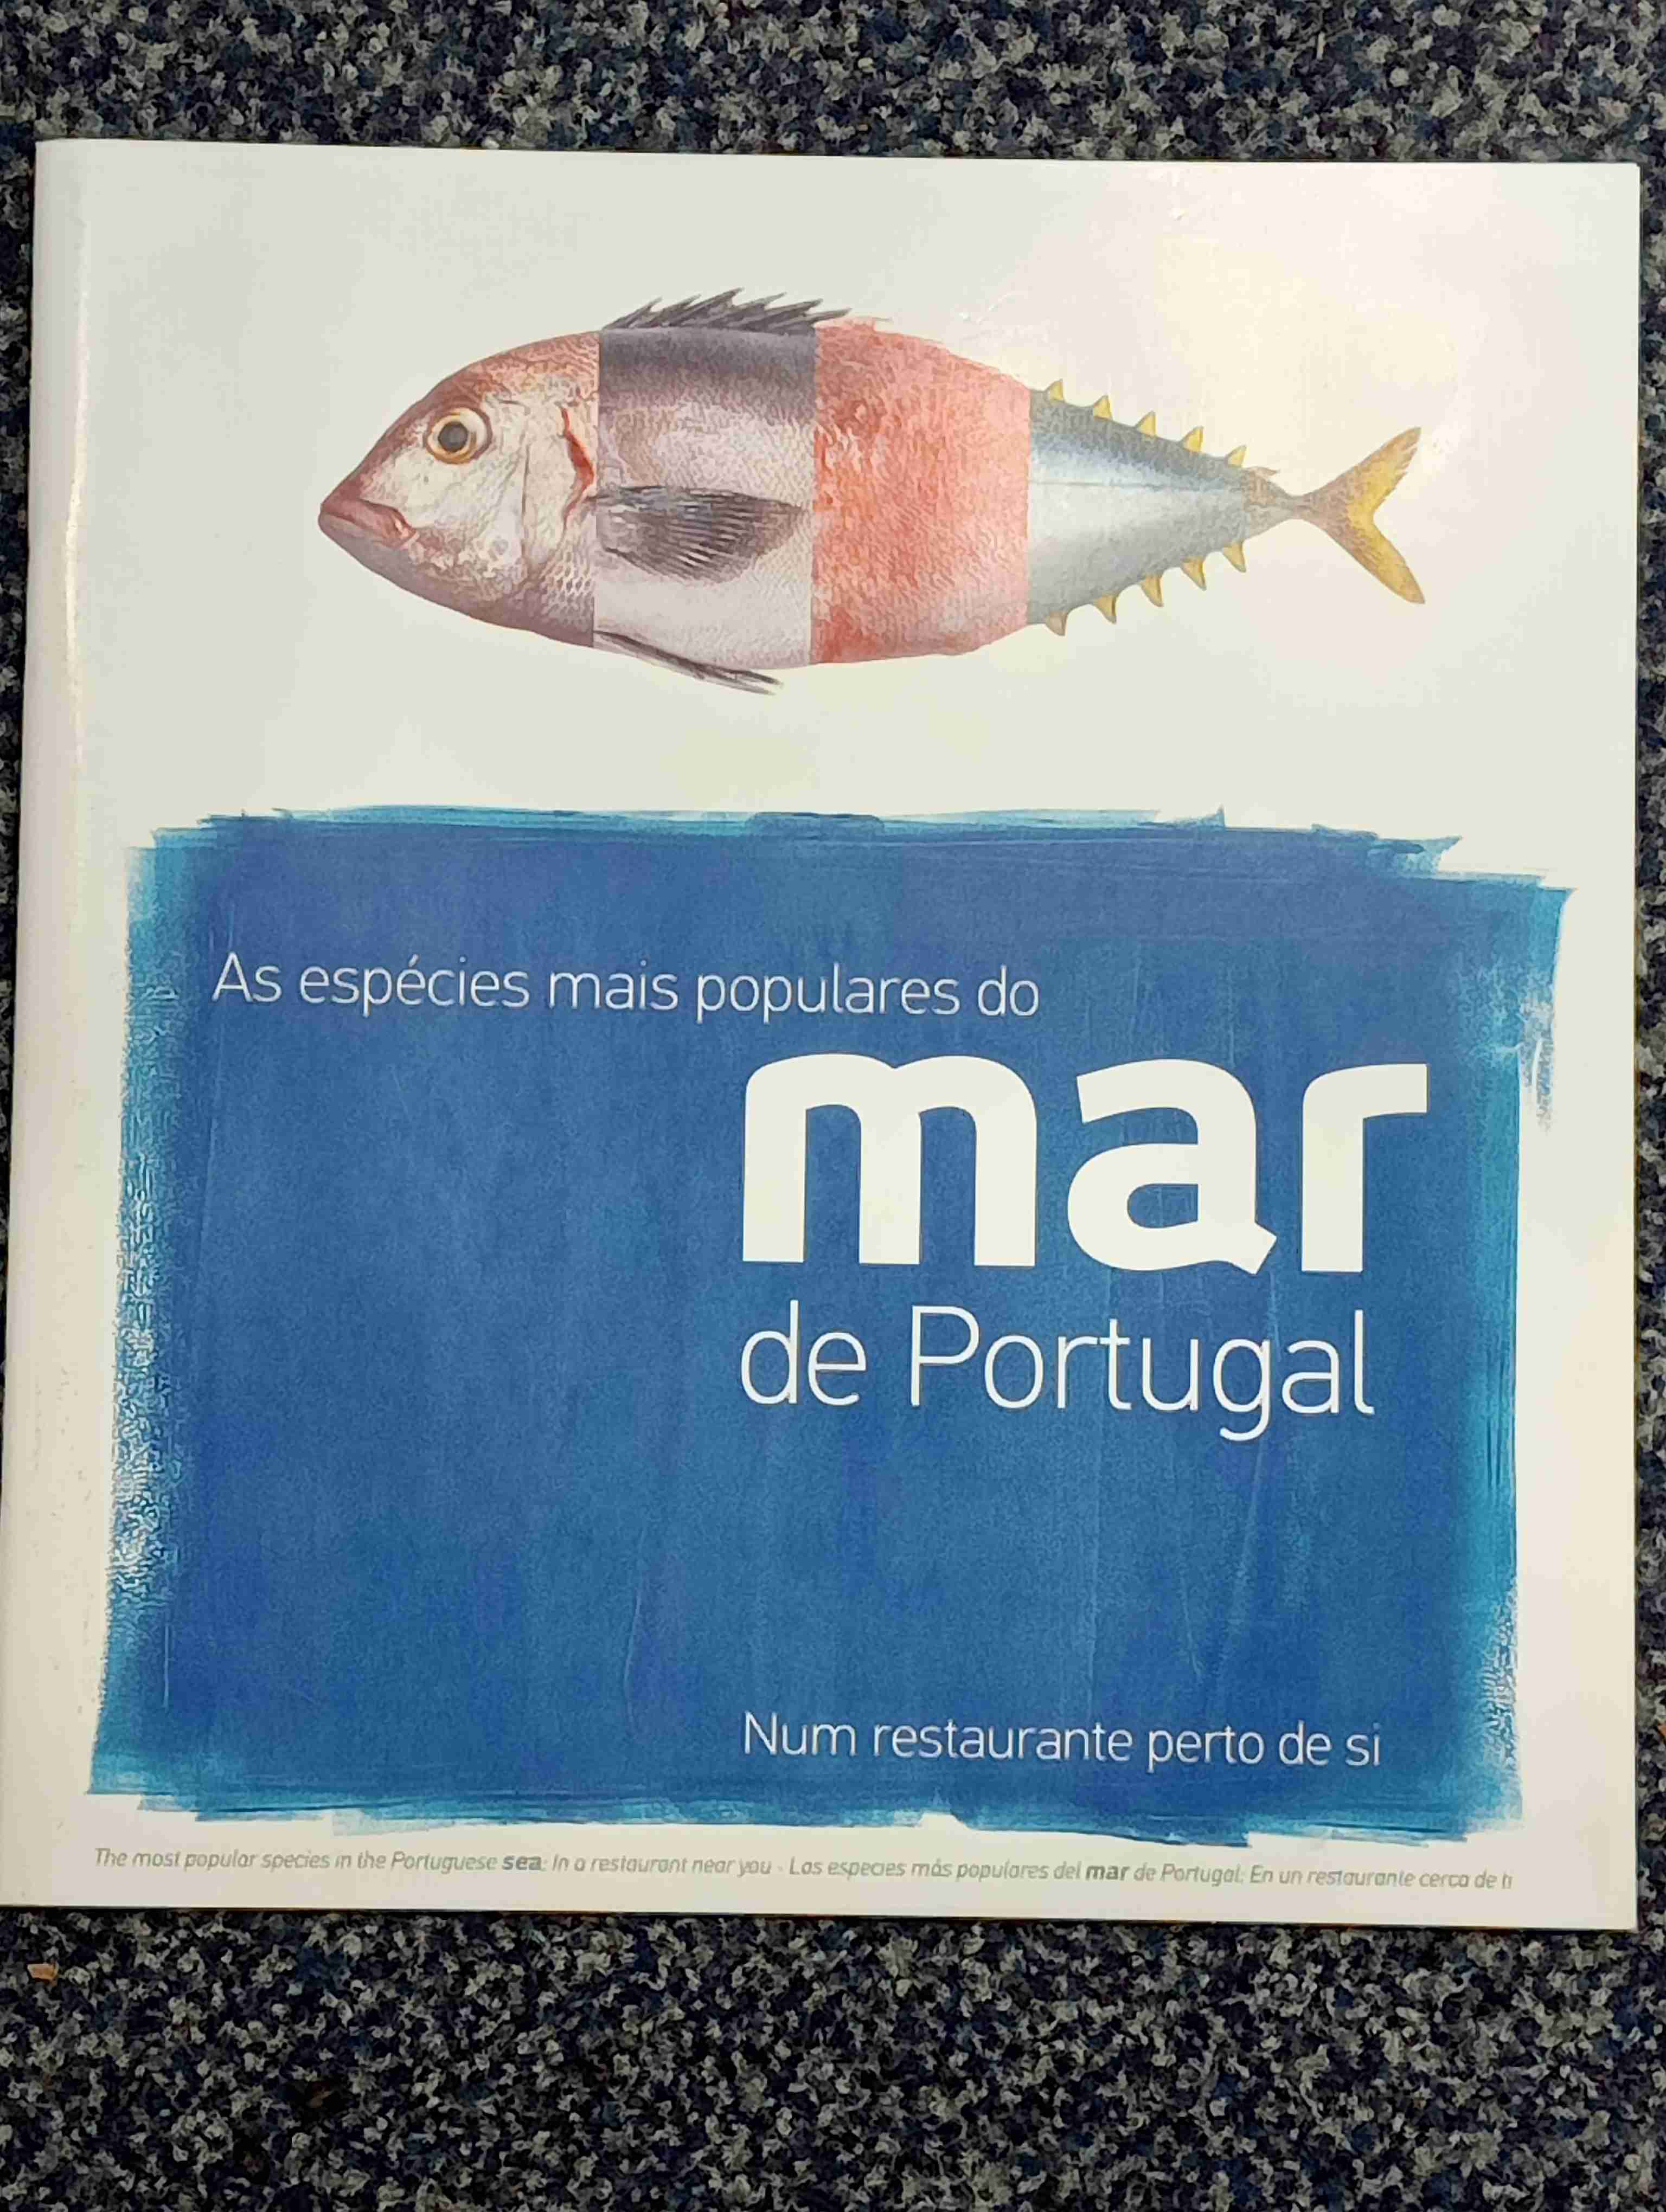 As espécies mais populares do
mar
de Portugal
Num restaurante perto de si
The most popular species in the Portuguese sea: In a restaurant near you - Las especies más populares del mar de Portugal: En un restaurante cerca de ti